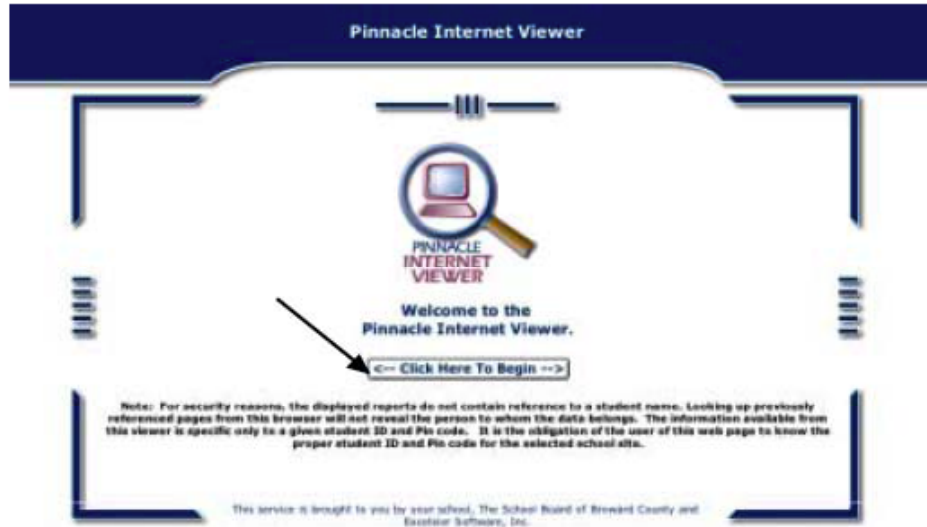 Pinnacle Internet Viewer
PINNACLE
INTERNET
VIEWER
Welcome to the
Pinnacle Internet Viewer.
<-- Click Here To Begin -->
Note: For security reasons, the displayed reports do not contain reference to a student name. Looking up previously
referenced pages from this browser will not reveal the person to whom the data belongs. The information available from
this viewer is specific only to a given student ID and Pin code. It is the obligation of the user of this web page to know the
proper student ID and Pin code for the selected school site.
This service is brought to you by your school, The School Board of Broward County and
Excelsior Software, Inc.